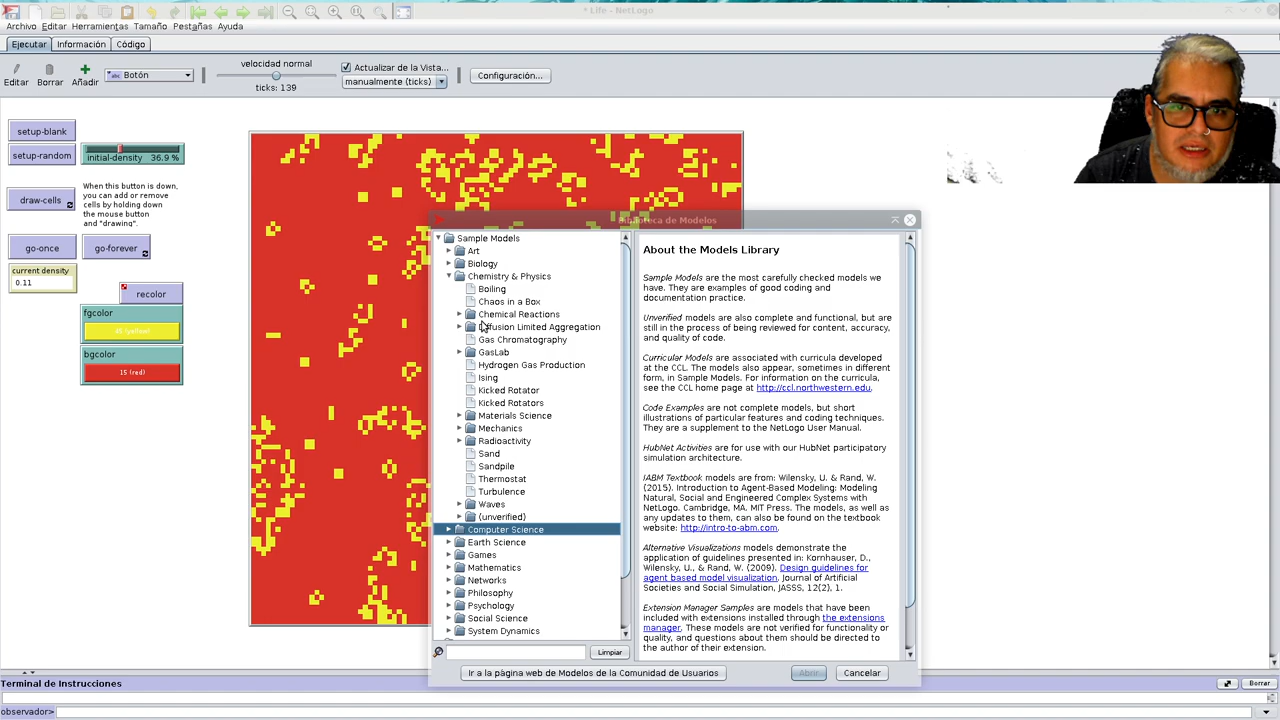 * Life - NetLogo
Archivo Editar Herramientas Tamaño Pestañas Ayuda
Ejecutar Información Código
Editar Borrar Añadir
Botón
velocidad normal
ticks: 139
Actualizar de la Vista...
manualmente (ticks)
Configuración...
setup-blank
setup-random
initial-density 36.9 %
draw-cells
When this button is down,
you can add or remove
cells by holding down
the mouse button
and "drawing".
go-once
go-forever
current density
0.11
recolor
fgcolor
45 (yellow)
bgcolor
15 (red)
Biblioteca de Modelos
Sample Models
Art
Biology
Chemistry & Physics
Boiling
Chaos in a Box
Chemical Reactions
Diffusion Limited Aggregation
Gas Chromatography
GasLab
Hydrogen Gas Production
Ising
Kicked Rotator
Kicked Rotators
Materials Science
Mechanics
Radioactivity
Sand
Sandpile
Thermostat
Turbulence
Waves
(unverified)
Computer Science
Earth Science
Games
Mathematics
Networks
Philosophy
Psychology
Social Science
System Dynamics
Limpiar
About the Models Library
Sample Models are the most carefully checked models we
have. They are examples of good coding and
documentation practice.
Unverified models are also complete and functional, but are
still in the process of being reviewed for content, accuracy,
and quality of code.
Curricular Models are associated with curricula developed
at the CCL. The models also appear, sometimes in different
form, in Sample Models. For information on the curricula,
see the CCL home page at http://ccl.northwestern.edu.
Code Examples are not complete models, but short
illustrations of particular features and coding techniques.
They are a supplement to the NetLogo User Manual.
HubNet Activities are for use with our HubNet participatory
simulation architecture.
IABM Textbook models are from: Wilensky, U. & Rand, W.
(2015). Introduction to Agent-Based Modeling: Modeling
Natural, Social and Engineered Complex Systems with
NetLogo. Cambridge, MA. MIT Press. The models, as well as
any updates to them, can also be found on the textbook
website: http://intro-to-abm.com.
Alternative Visualizations models demonstrate the
application of guidelines presented in: Kornhauser, D.,
Wilensky, U., & Rand, W. (2009). Design guidelines for
agent based model visualization. Journal of Artificial
Societies and Social Simulation, JASSS, 12(2), 1.
Extension Manager Samples are models that have been
included with extensions installed through the extensions
manager. These models are not verified for functionality or
quality, and questions about them should be directed to
the author of their extension.
Ir a la página web de Modelos de la Comunidad de Usuarios
Abrir
Cancelar
Terminal de Instrucciones
Borrar
observador>